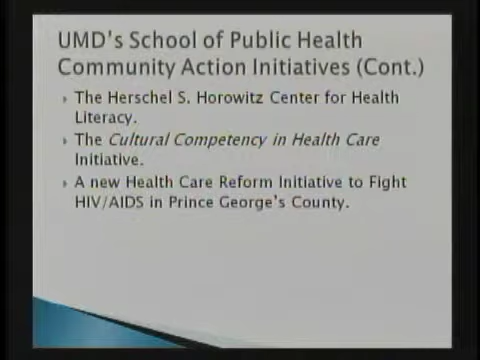 UMD's School of Public Health
Community Action Initiatives (Cont.)
The Herschel S. Horowitz Center for Health
Literacy.
The Cultural Competency in Health Care
Initiative.
A new Health Care Reform Initiative to Fight
HIV/AIDS in Prince George's County.